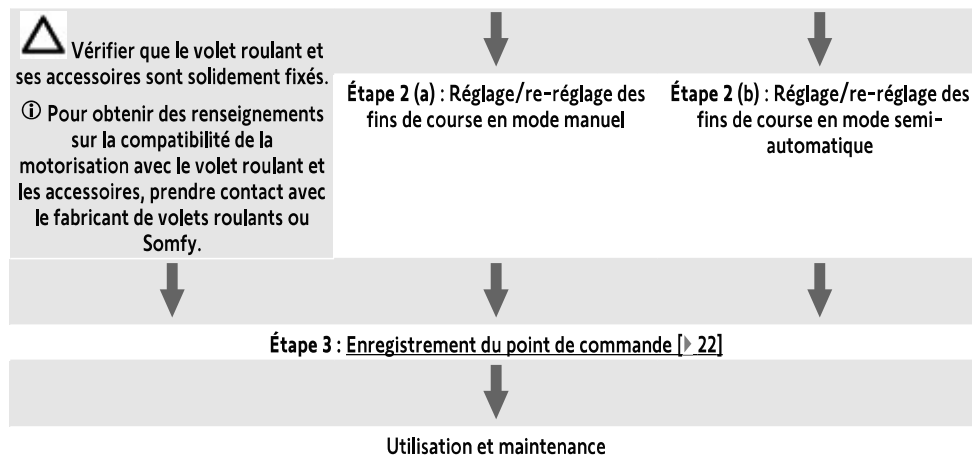 Vérifier que le volet roulant et
ses accessoires sont solidement fixés.
ⓘ Pour obtenir des renseignements
sur la compatibilité de la
motorisation avec le volet roulant et
les accessoires, prendre contact avec
le fabricant de volets roulants ou
Somfy.
Étape 2 (a) : Réglage/re-réglage des
fins de course en mode manuel
Étape 2 (b) : Réglage/re-réglage des
fins de course en mode semi-
automatique
Étape 3 : Enregistrement du point de commande [▶ 22]
Utilisation et maintenance